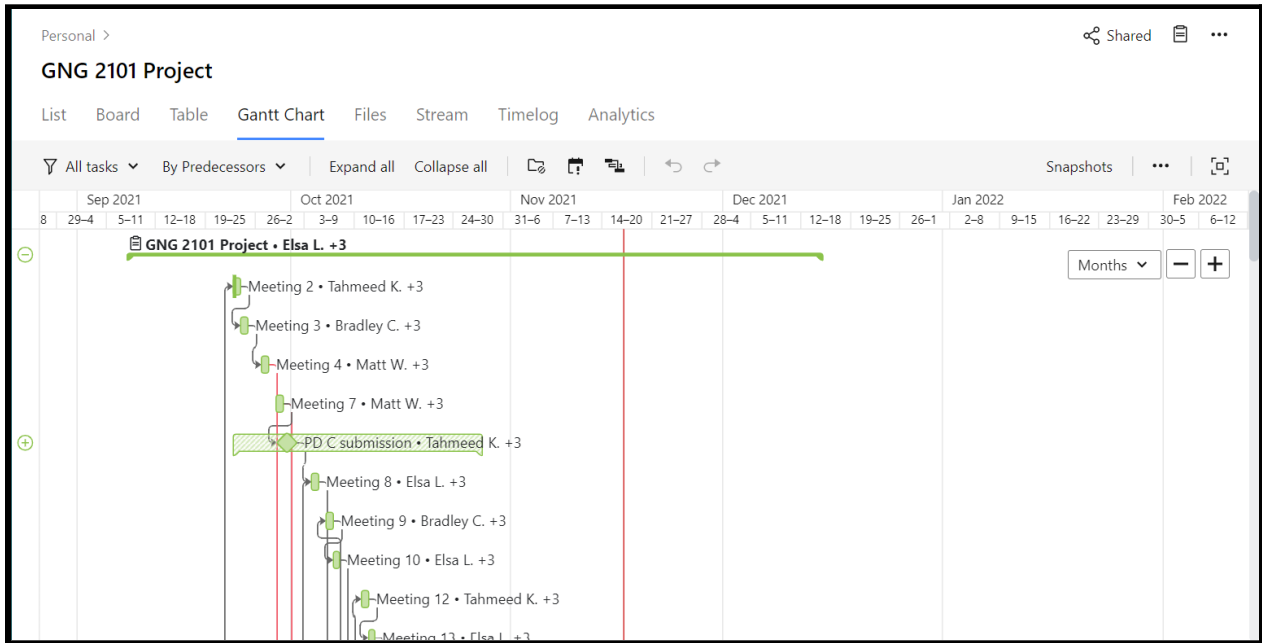 Personal >
Shared
GNG 2101 Project
List Board Table Gantt Chart Files Stream Timelog Analytics
All tasks By Predecessors Expand all Collapse all Snapshots
Sep 2021 Oct 2021 Nov 2021 Dec 2021 Jan 2022 Feb 2022
8 29–4 5–11 12–18 19–25 26–2 3–9 10–16 17–23 24–30 31–6 7–13 14–20 21–27 28–4 5–11 12–18 19–25 26–1 2–8 9–15 16–22 23–29 30–5 6–12
GNG 2101 Project • Elsa L. +3
Months
Meeting 2 • Tahmeed K. +3
Meeting 3 • Bradley C. +3
Meeting 4 • Matt W. +3
Meeting 7 • Matt W. +3
PD C submission • Tahmeed K. +3
Meeting 8 • Elsa L. +3
Meeting 9 • Bradley C. +3
Meeting 10 • Elsa L. +3
Meeting 12 • Tahmeed K. +3
Meeting 13 • Elsa L. +3